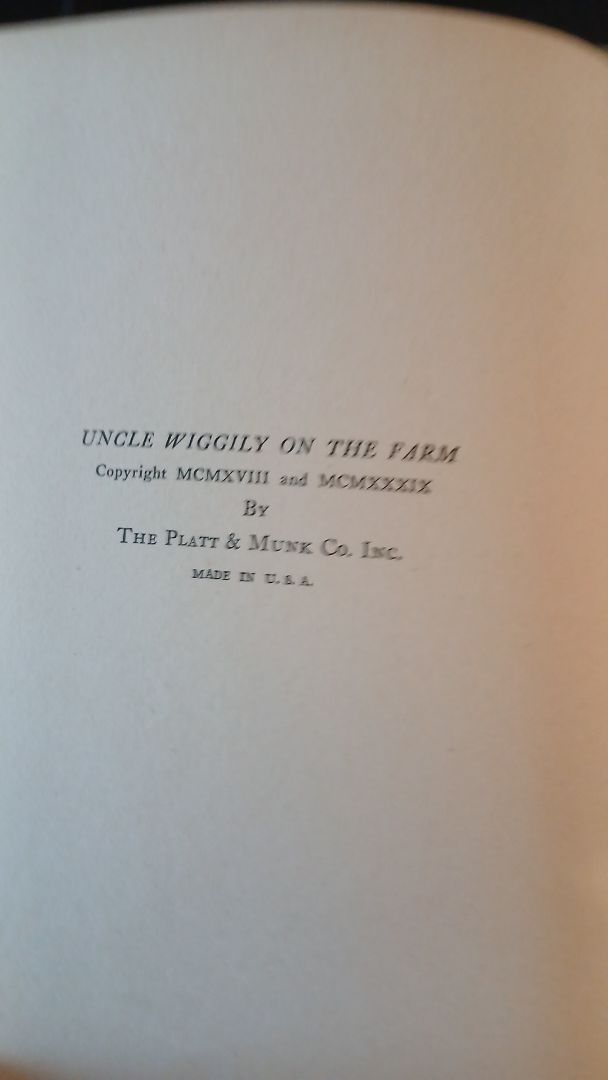 UNCLE WIGGILY ON THE FARM
Copyright MCMXVIII and MCMXXXIX
By
The Platt & Munk Co. Inc.
MADE IN U. S. A.